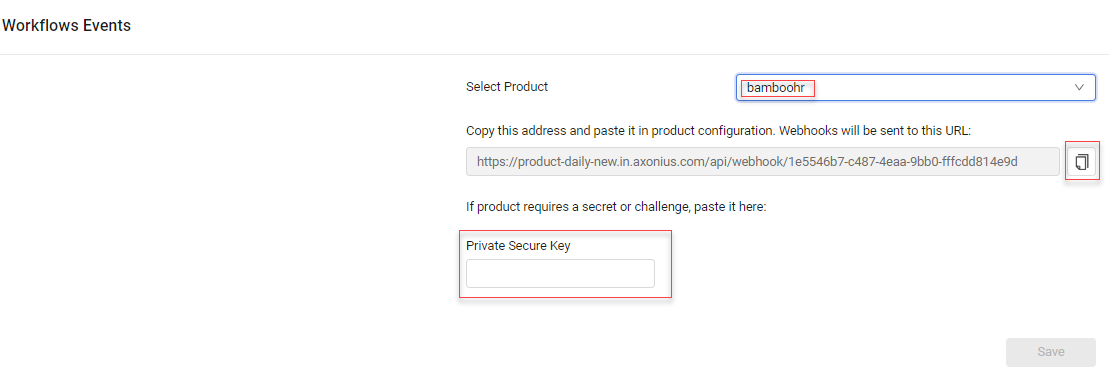 Workflows Events
Select Product
bamboohr
Copy this address and paste it in product configuration. Webhooks will be sent to this URL:
https://product-daily-new.in.axonius.com/api/webhook/1e5546b7-c487-4eaa-9bb0-fffcdd814e9d
If product requires a secret or challenge, paste it here:
Private Secure Key
Save